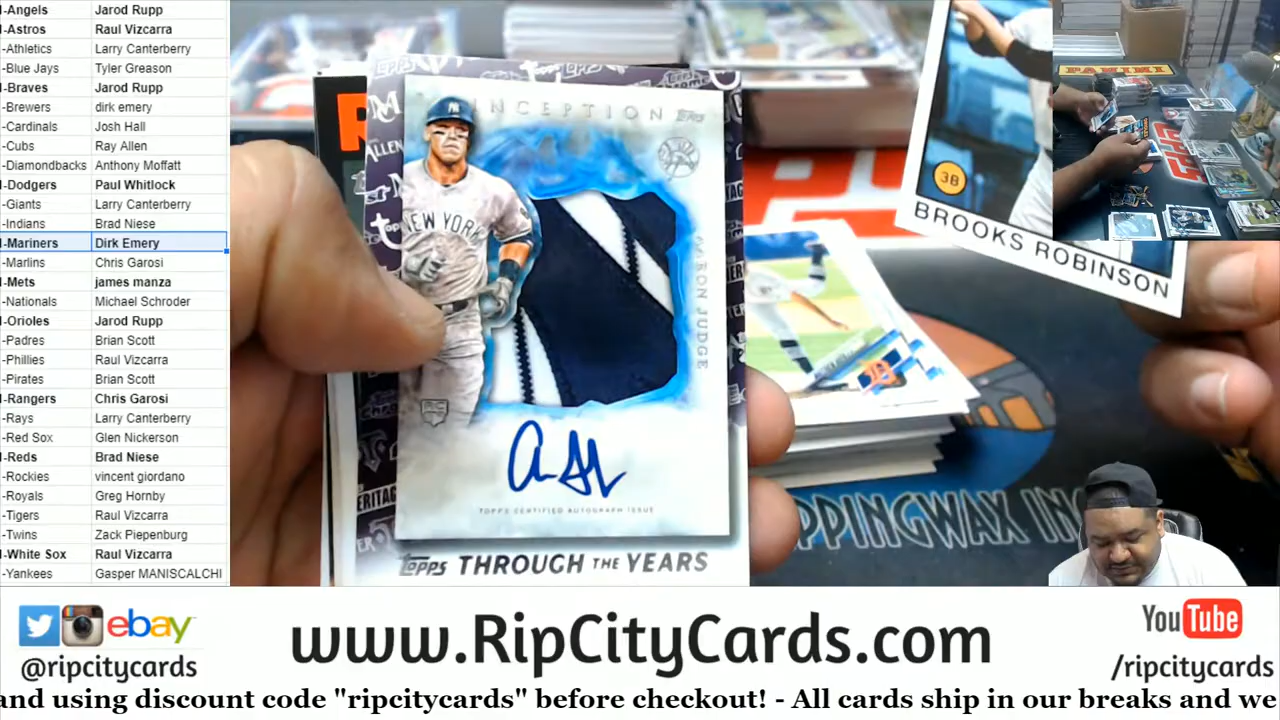 -Angels Jarod Rupp
-Astros Raul Vizcarra
-Athletics Larry Canterberry
-Blue Jays Tyler Greason
-Braves Jarod Rupp
-Brewers dirk emery
-Cardinals Josh Hall
-Cubs Ray Allen
-Diamondbacks Anthony Moffatt
-Dodgers Paul Whitlock
-Giants Larry Canterberry
-Indians Brad Niese
-Mariners Dirk Emery
-Marlins Chris Garosi
-Mets james manza
-Nationals Michael Schroder
-Orioles Jarod Rupp
-Padres Brian Scott
-Phillies Raul Vizcarra
-Pirates Brian Scott
-Rangers Chris Garosi
-Rays Larry Canterberry
-Red Sox Glen Nickerson
-Reds Brad Niese
-Rockies vincent giordano
-Royals Greg Hornby
-Tigers Raul Vizcarra
-Twins Zack Piepenburg
-White Sox Raul Vizcarra
-Yankees Gasper MANISCALCHI
INCEPTION
Topps
NEW YORK
AARON JUDGE
RC
TOPPS CERTIFIED AUTOGRAPH ISSUE
Topps THROUGH THE YEARS
3B
BROOKS ROBINSON
PANINI
PPINGWAX IN
ebay
@ripcitycards
www.RipCityCards.com
YouTube
/ripcitycards
and using discount code "ripcitycards" before checkout! - All cards ship in our breaks and we